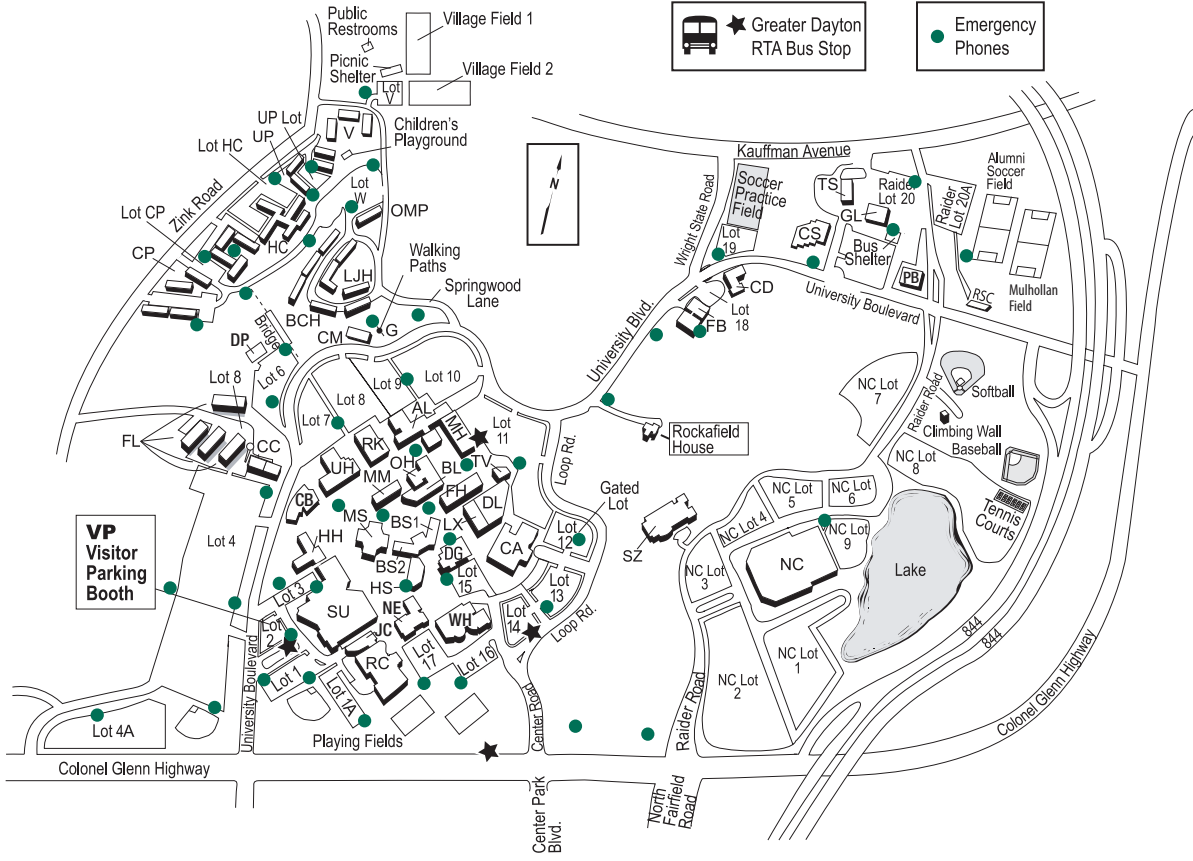 Public
Restrooms
Village Field 1
Picnic
Shelter
Village Field 2
Lot
V
Greater Dayton
RTA Bus Stop
Emergency
Phones
UP Lot
UP
V
Children's
Playground
Lot HC
Lot
W
OMP
Zink Road
Lot CP
CP
HC
LJH
Walking
Paths
Springwood
Lane
BCH
CM
G
Bridge
DP
N
Kauffman Avenue
Wright State Road
Soccer
Practice
Field
Lot
19
TS
Raider
Lot 20
GL
CS
Bus
Shelter
Raider
Lot 20A
Alumni
Soccer
Field
PB
RSC
Mulhollan
Field
CD
Lot
18
FB
University Boulevard
University Blvd.
Lot 8
Lot 6
Lot 7
Lot 8
Lot 9
Lot 10
FL
CC
AL
MH
Lot
11
RK
UH
OH
BL
TV
MM
FH
CB
MS
BS1
LX
DL
HH
BS2
DG
CA
HS
Lot
15
Lot
12
Gated
Lot
Loop Rd.
Lot
13
Loop Rd.
Lot
14
Lot 4
VP
Visitor
Parking
Booth
Lot 3
SU
NE
JC
WH
Lot
2
RC
Lot
17
Lot 16
Lot 1
Lot 1A
Lot 4A
University Boulevard
Playing Fields
Center Road
Colonel Glenn Highway
Center Park
Blvd.
North
Fairfield
Road
Raider Road
Rockafield
House
SZ
NC Lot
7
Raider Road
Softball
Climbing Wall
Baseball
NC Lot
8
Tennis
Courts
NC Lot
5
NC Lot
6
NC Lot 4
NC Lot
9
NC Lot
3
NC
Lake
NC Lot
1
NC Lot
2
844
844
Colonel Glenn Highway